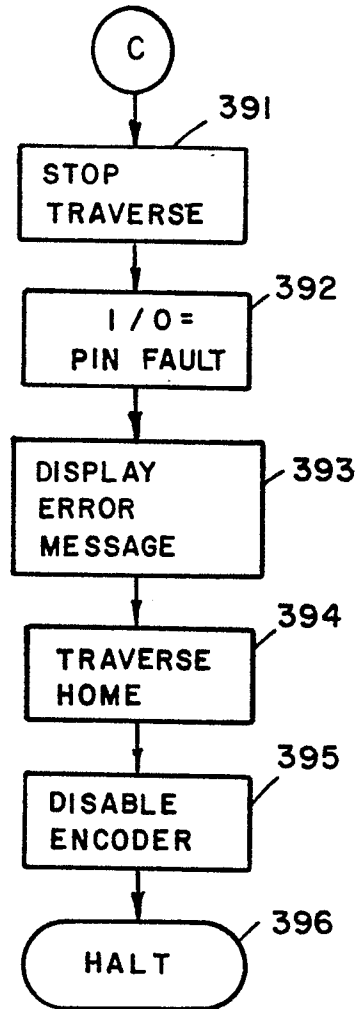 C
391
STOP
TRAVERSE
392
I/O=
PIN FAULT
393
DISPLAY
ERROR
MESSAGE
394
TRAVERSE
HOME
395
DISABLE
ENCODER
396
HALT